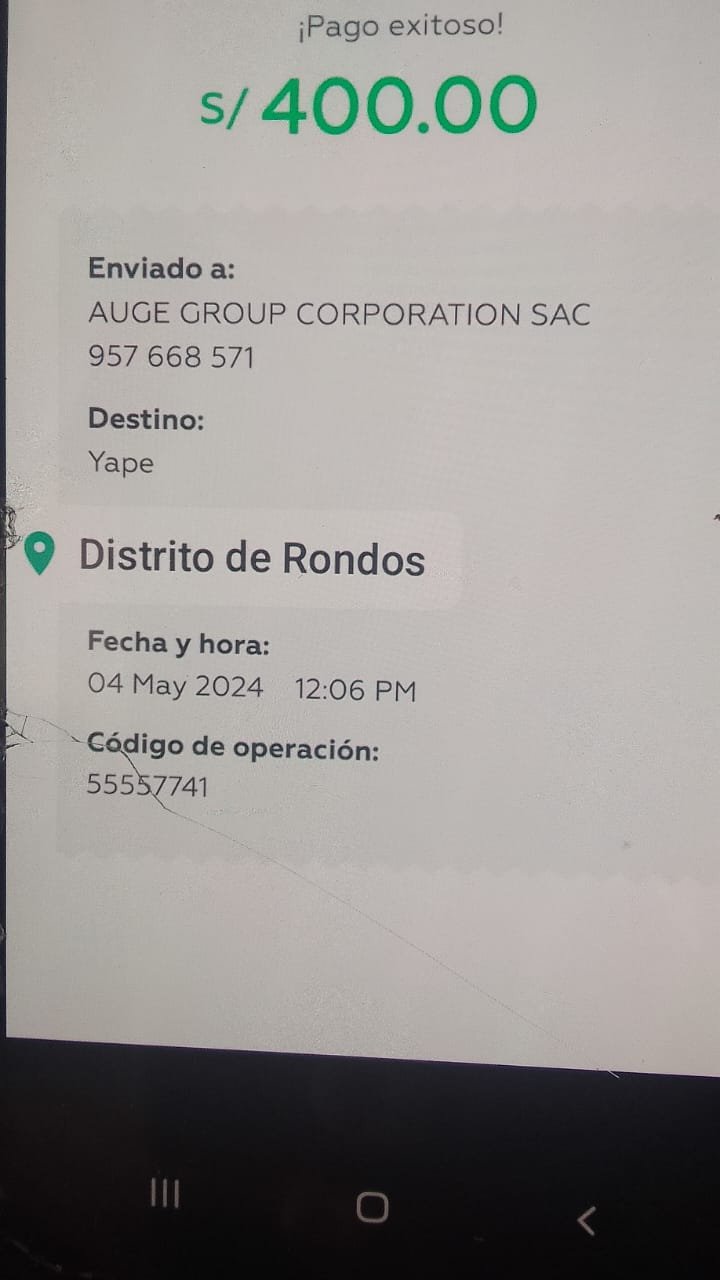 ¡Pago exitoso!
S/ 400.00
Enviado a:
AUGE GROUP CORPORATION SAC
957 668 571
Destino:
Yape
Distrito de Rondos
Fecha y hora:
04 May 2024 12:06 PM
Código de operación:
55557741